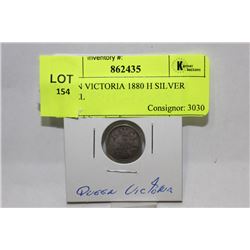 Inventory #:
LOT
154
862435
N VICTORIA 1880 H SILVER
Consignor: 3030
QUEEN VICTORIA